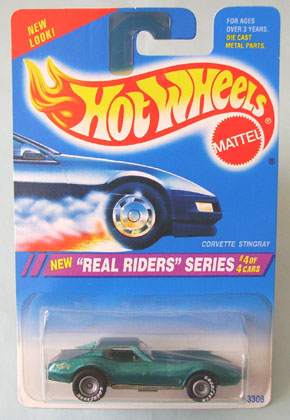 NEW
LOOK!
FOR AGES
OVER 3 YEARS.
DIE CAST
METAL PARTS.
HOT WHEELS
MATTEL
®
CORVETTE STINGRAY
NEW "REAL RIDERS" SERIES #4 OF
4 CARS
3308